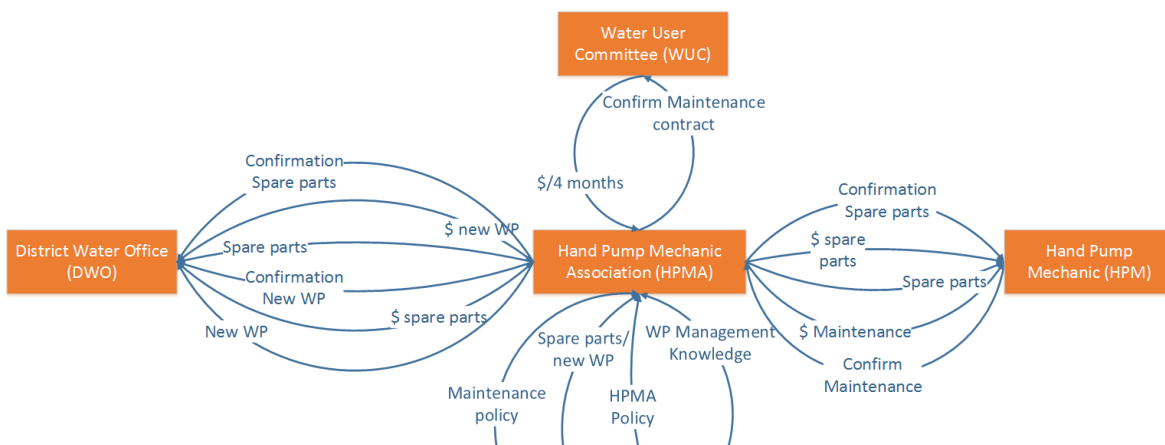 Water User
Committee (WUC)
Confirm Maintenance
contract
$/4 months
Confirmation
Spare parts
$ new WP
Spare parts
Confirmation
New WP
$ spare parts
New WP
District Water Office
(DWO)
Hand Pump Mechanic
Association (HPMA)
Confirmation
Spare parts
$ spare
parts
Spare parts
$ Maintenance
Confirm
Maintenance
Hand Pump
Mechanic (HPM)
Maintenance
policy
Spare parts/
new WP
HPMA
Policy
WP Management
Knowledge